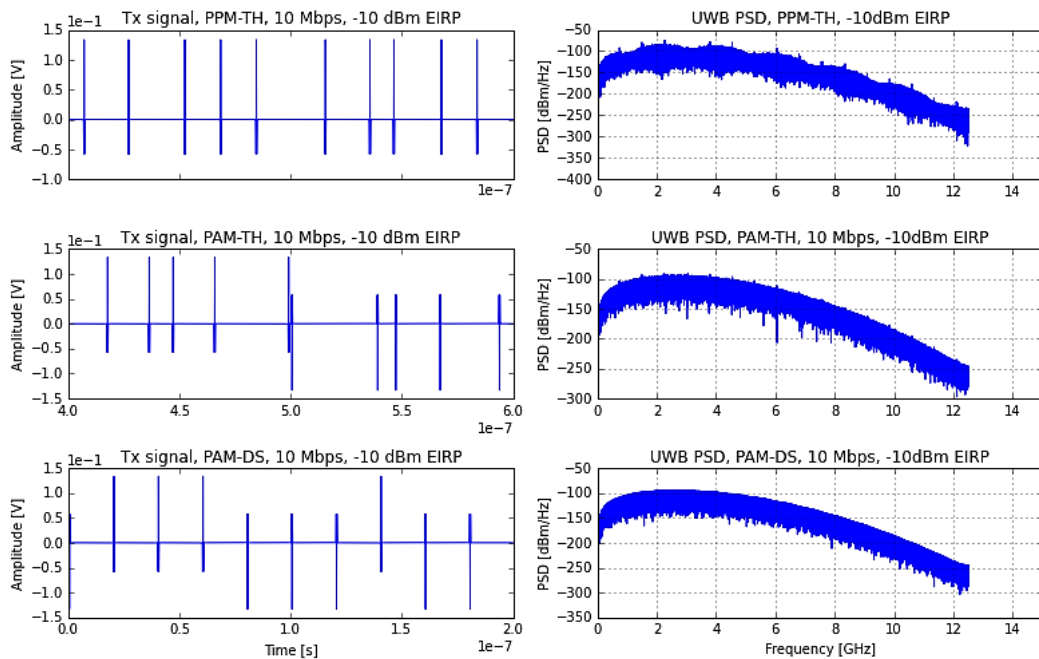 Tx signal, PPM-TH, 10 Mbps, -10 dBm EIRP
1e-1
1.5
1.0
0.5
0.0
−0.5
−1.0
Amplitude [V]
1e-7
UWB PSD, PPM-TH, -10dBm EIRP
−50
−100
−150
−200
−250
−300
−350
−400
PSD [dBm/Hz]
0 2 4 6 8 10 12 14
Tx signal, PAM-TH, 10 Mbps, -10 dBm EIRP
1e-1
1.5
1.0
0.5
0.0
−0.5
−1.0
−1.5
Amplitude [V]
4.0 4.5 5.0 5.5 6.0
1e-7
UWB PSD, PAM-TH, 10 Mbps, -10dBm EIRP
−50
−100
−150
−200
−250
−300
PSD [dBm/Hz]
0 2 4 6 8 10 12 14
Tx signal, PAM-DS, 10 Mbps, -10 dBm EIRP
1e-1
1.5
1.0
0.5
0.0
−0.5
−1.0
−1.5
Amplitude [V]
0.0 0.5 1.0 1.5 2.0
1e-7
Time [s]
UWB PSD, PAM-DS, 10 Mbps, -10dBm EIRP
−50
−100
−150
−200
−250
−300
−350
PSD [dBm/Hz]
0 2 4 6 8 10 12 14
Frequency [GHz]